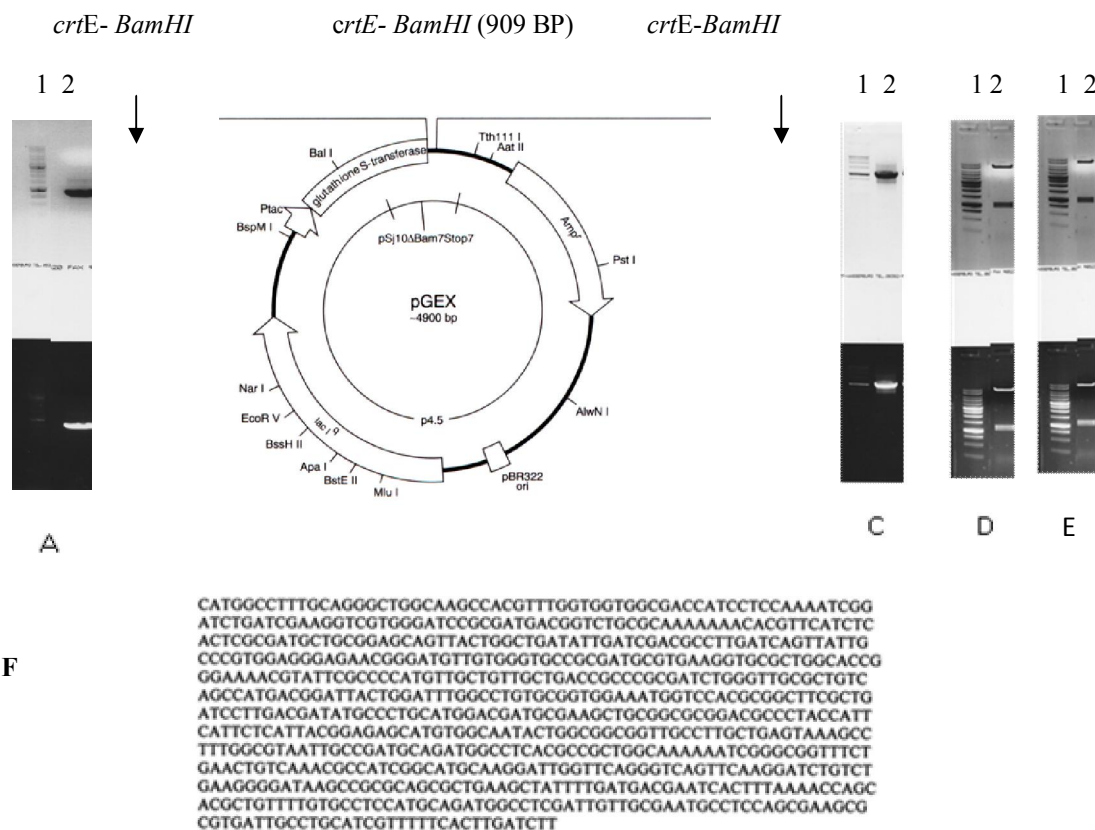 crtE- BamHI crtE- BamHI (909 BP) crtE-BamHI
1 2 1 2 1 2 1 2
Tth111 I
Aat II
Bal I
glutathione S-transferase
Ptac
BspM I
pSj10ΔBam7Stop7
Ampr
Pst I
pGEX
~4900 bp
Nar I
EcoR V
BssH II
Apa I
BstE II
Mlu I
lac Iq
p4.5
AlwN I
pBR322
ori
A C D E
F
CATGGCCTTTGCAGGGCTGGCAAGCCACGTTTGGTGGTGGCGACCATCCTCCAAAATCGG
ATCTGATCGAAGGTCGTGGGATCCGCGATGACGGTCTGCGCAAAAAAACACGTTCATCTC
ACTCGCGATGCTGCGGAGCAGTTACTGGCTGATATTGATCGACGCCTTGATCAGTTATTG
CCCGTGGAGGGAGAACGGGATGTTGTGGGTGCCGCGATGCGTGAAGGTGCGCTGGCACCG
GGAAAACGTATTCGCCCCATGTTGCTGTTGCTGACCGCCCGCGATCTGGGTTGCGCTGTC
AGCCATGACGGATTACTGGATTTGGCCTGTGCGGTGGAAATGGTCCACGCGGCTTCGCTG
ATCCTTGACGATATGCCCTGCATGGACGATGCGAAGCTGCGGCGCGGACGCCCTACCATT
CATTCTCATTACGGAGAGCATGTGGCAATACTGGCGGCGGTTGCCTTGCTGAGTAAAGCC
TTTGGCGTAATTGCCGATGCAGATGGCCTCACGCCGCTGGCAAAAAATCGGGCGGTTTCT
GAACTGTCAAACGCCATCGGCATGCAAGGATTGGTTCAGGGTCAGTTCAAGGATCTGTCT
GAAGGGGATAAGCCGCGCAGCGCTGAAGCTATTTTGATGACGAATCACTTTAAAACCAGC
ACGCTGTTTTGTGCCTCCATGCAGATGGCCTCGATTGTTGCGAATGCCTCCAGCGAAGCG
CGTGATTGCCTGCATCGTTTTTCACTTGATCTT